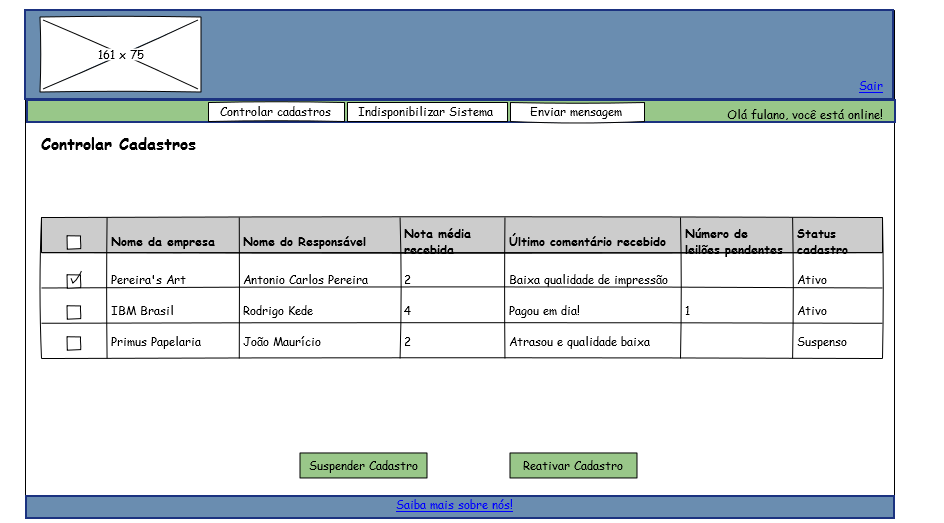 161 x 75
Sair
Controlar cadastros Indisponibilizar Sistema Enviar mensagem Olá fulano, você está online!
Controlar Cadastros
Nome da empresa Nome do Responsável Nota média recebida Último comentário recebido Número de leilões pendentes Status cadastro
Pereira's Art Antonio Carlos Pereira 2 Baixa qualidade de impressão Ativo
IBM Brasil Rodrigo Kede 4 Pagou em dia! 1 Ativo
Primus Papelaria João Maurício 2 Atrasou e qualidade baixa Suspenso
Suspender Cadastro Reativar Cadastro
Saiba mais sobre nós!